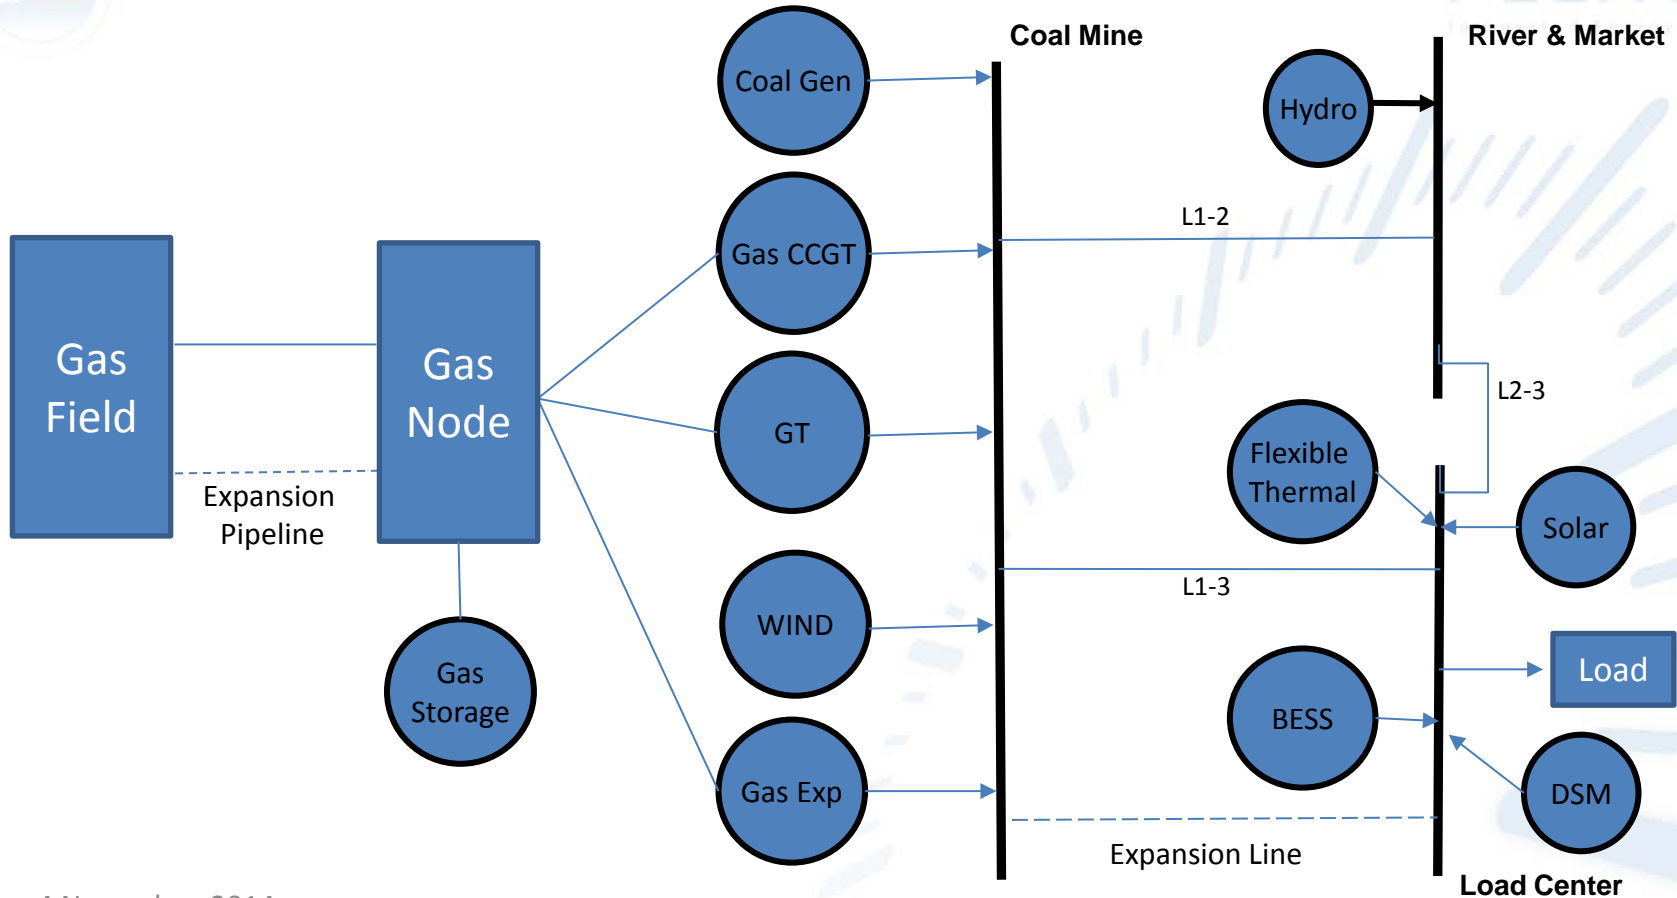 Coal Mine
River & Market
Coal Gen
Hydro
L1-2
Gas CCGT
Gas
Field
Gas
Node
L2-3
GT
Flexible
Thermal
Expansion
Pipeline
Solar
L1-3
WIND
Gas
Storage
Load
BESS
Gas Exp
DSM
Expansion Line
Load Center